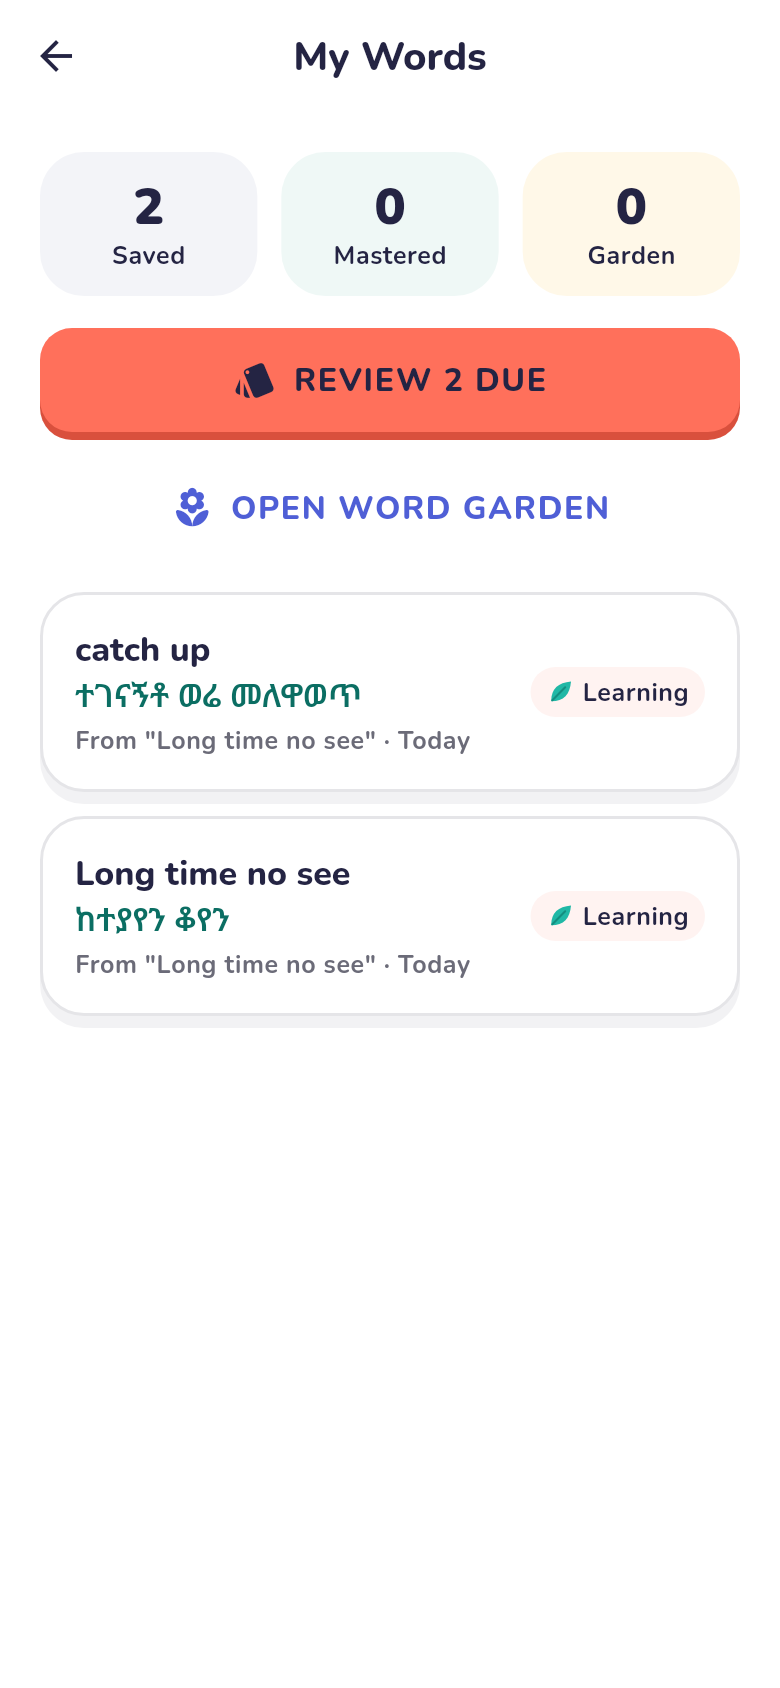 My Words
2
Saved
0
Mastered
0
Garden
REVIEW 2 DUE
OPEN WORD GARDEN
catch up
ተገናኝቶ ወሬ መለዋወጥ
Learning
From "Long time no see" · Today
Long time no see
ከተያየን ቆየን
Learning
From "Long time no see" · Today